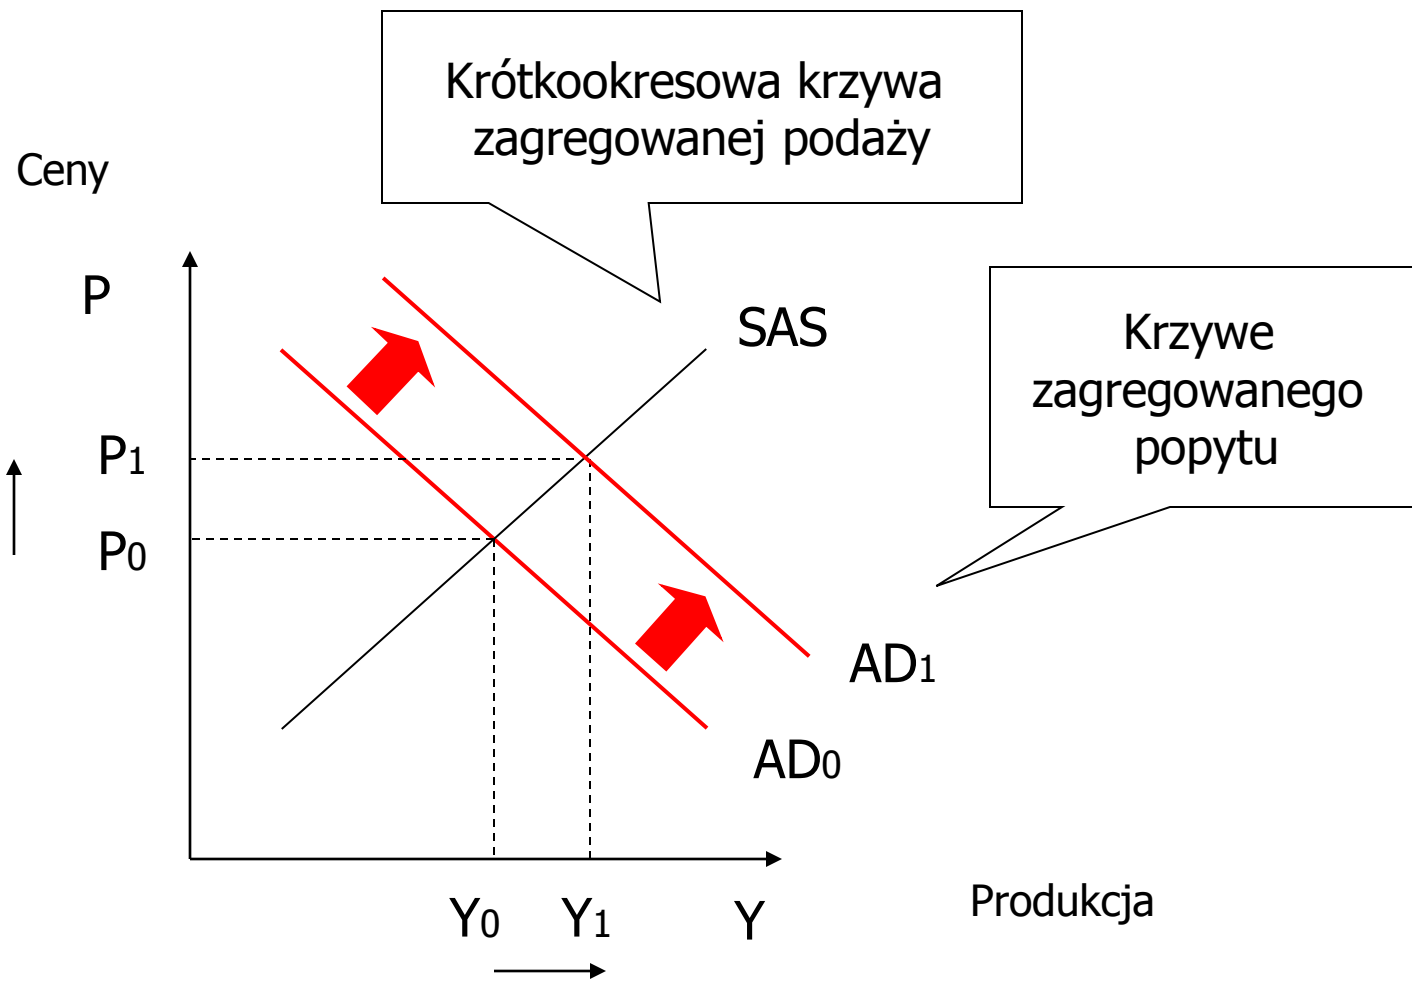 Krótkookresowa krzywa
zagregowanej podaży
Ceny
P
SAS
Krzywe
zagregowanego
popytu
P1
P0
AD1
AD0
Y0 Y1 Y
Produkcja